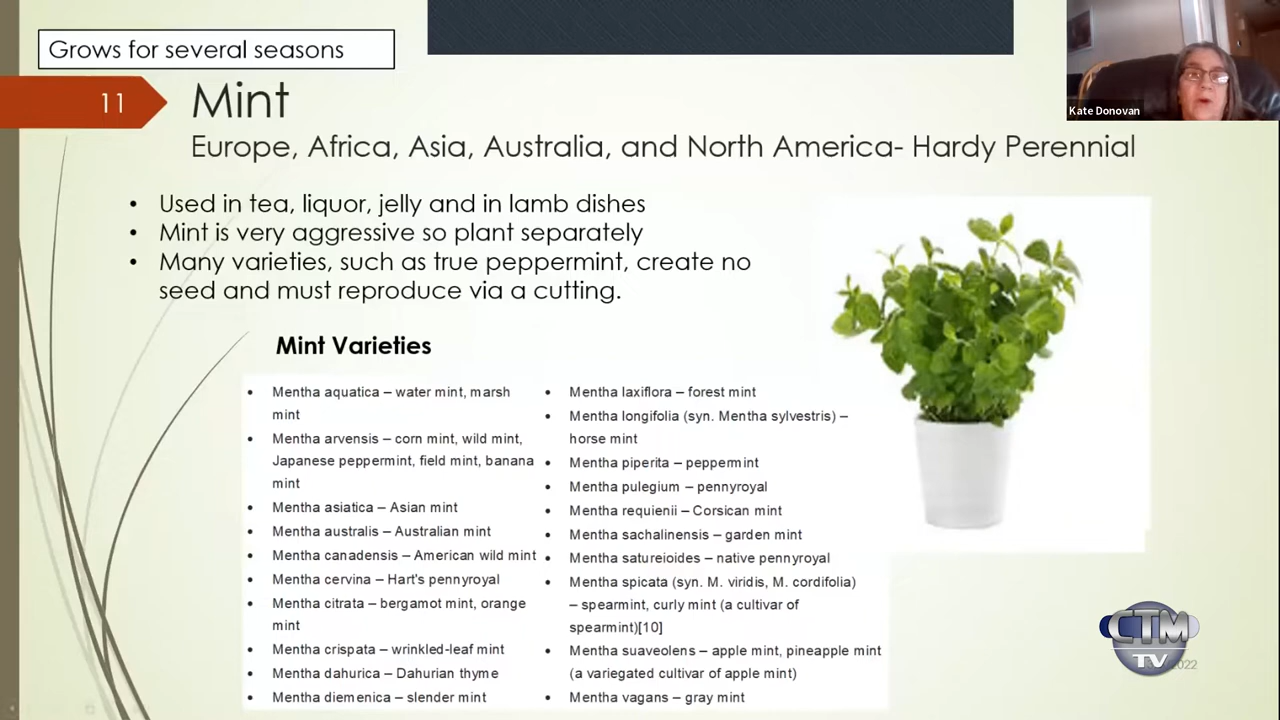 Grows for several seasons
11
Mint
Europe, Africa, Asia, Australia, and North America- Hardy Perennial
Kate Donovan
• Used in tea, liquor, jelly and in lamb dishes
• Mint is very aggressive so plant separately
• Many varieties, such as true peppermint, create no
seed and must reproduce via a cutting.
Mint Varieties
• Mentha aquatica – water mint, marsh
mint
• Mentha arvensis – corn mint, wild mint,
Japanese peppermint, field mint, banana
mint
• Mentha asiatica – Asian mint
• Mentha australis – Australian mint
• Mentha canadensis – American wild mint
• Mentha cervina – Hart's pennyroyal
• Mentha citrata – bergamot mint, orange
mint
• Mentha crispata – wrinkled-leaf mint
• Mentha dahurica – Dahurian thyme
• Mentha diemenica – slender mint
• Mentha laxiflora – forest mint
• Mentha longifolia (syn. Mentha sylvestris) –
horse mint
• Mentha piperita – peppermint
• Mentha pulegium – pennyroyal
• Mentha requienii – Corsican mint
• Mentha sachalinensis – garden mint
• Mentha satureioides – native pennyroyal
• Mentha spicata (syn. M. viridis, M. cordifolia)
– spearmint, curly mint (a cultivar of
spearmint)[10]
• Mentha suaveolens – apple mint, pineapple mint
(a variegated cultivar of apple mint)
• Mentha vagans – gray mint
CTM
TV
2022